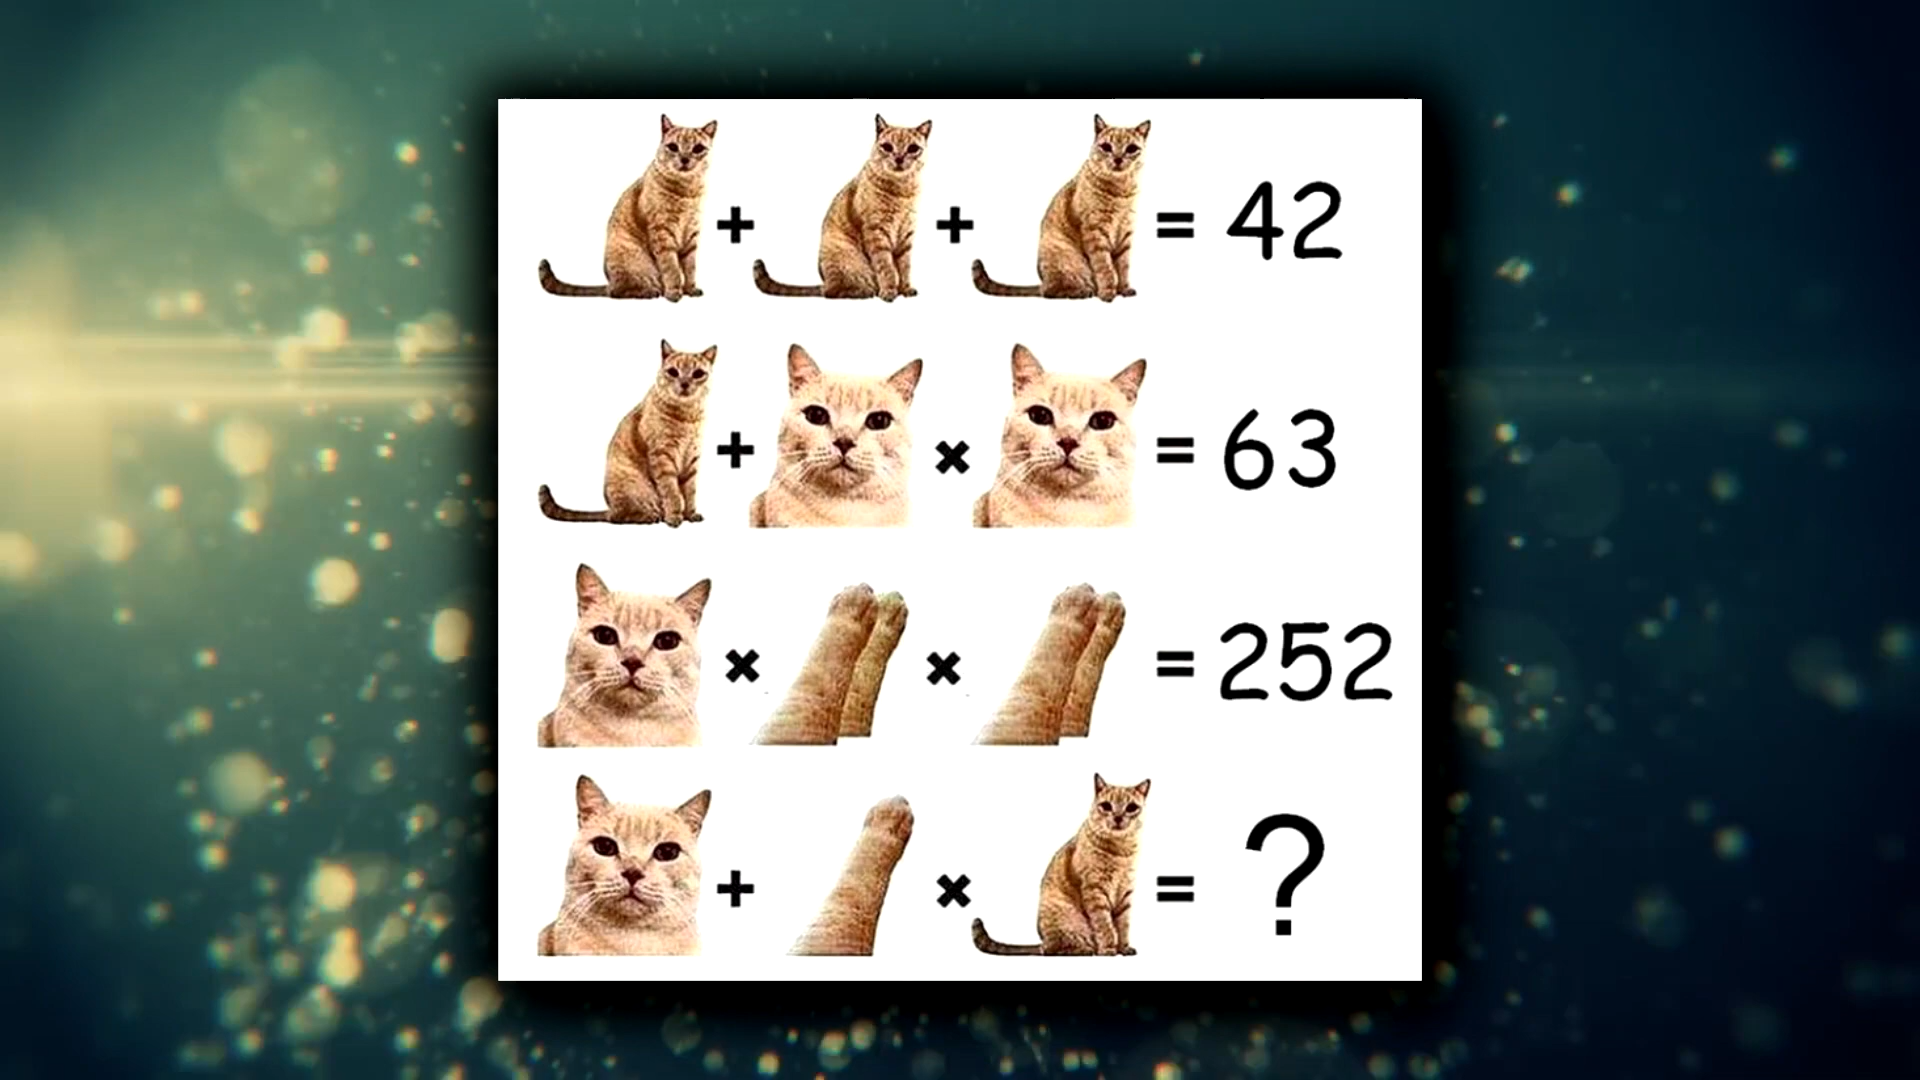 + + = 42
+ × = 63
× × = 252
+ × = ?